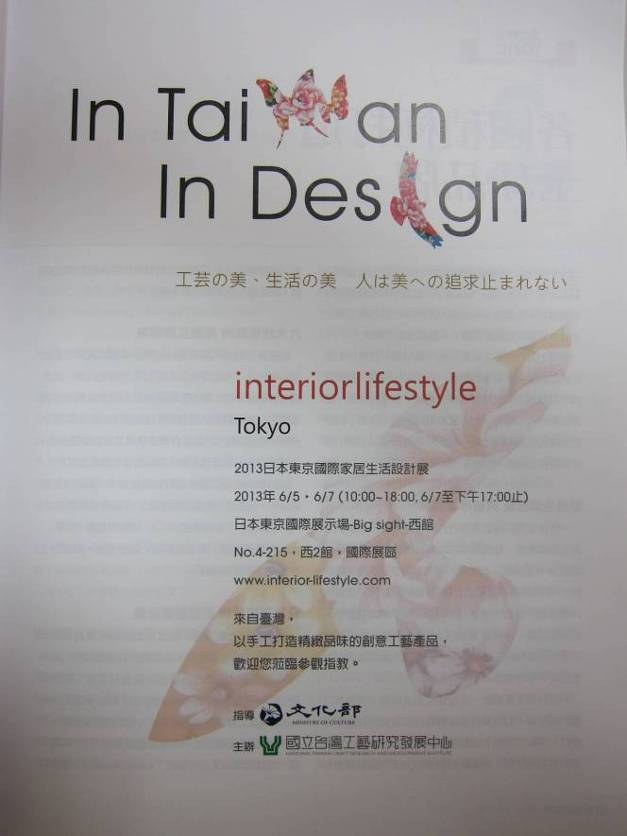 In Taiwan
In Design
工芸の美、生活の美　人は美への追求止まれない
interiorlifestyle
Tokyo
2013日本東京國際家居生活設計展
2013年 6/5・6/7 (10:00~18:00, 6/7至下午17:00止)
日本東京國際展示場-Big sight-西館
No.4-215，西2館，國際展區
www.interior-lifestyle.com
來自臺灣，
以手工打造精緻品味的創意工藝產品，
歡迎您蒞臨參觀指教。
指導 文化部
MINISTRY OF CULTURE
主辦 國立台灣工藝研究發展中心
NATIONAL TAIWAN CRAFT RESEARCH AND DEVELOPMENT INSTITUTE